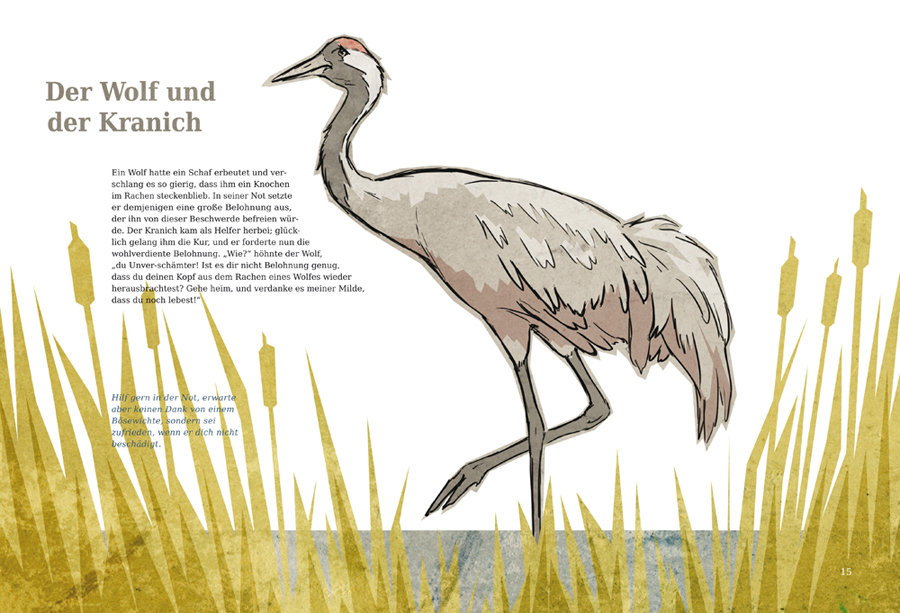 Der Wolf und
der Kranich
Ein Wolf hatte ein Schaf erbeutet und ver-
schlang es so gierig, dass ihm ein Knochen
im Rachen steckenblieb. In seiner Not setzte
er demjenigen eine große Belohnung aus,
der ihn von dieser Beschwerde befreien wür-
de. Der Kranich kam als Helfer herbei; glück-
lich gelang ihm die Kur, und er forderte nun die
wohlverdiente Belohnung. „Wie?“ höhnte der Wolf,
„du Unver-schämter! Ist es dir nicht Belohnung genug,
dass du deinen Kopf aus dem Rachen eines Wolfes wieder
herausbrachtest? Gehe heim, und verdanke es meiner Milde,
dass du noch lebest!“
Hilf gern in der Not, erwarte
aber keinen Dank von einem
Bösewichte, sondern sei
zufrieden, wenn er dich nicht
beschädigt.
15